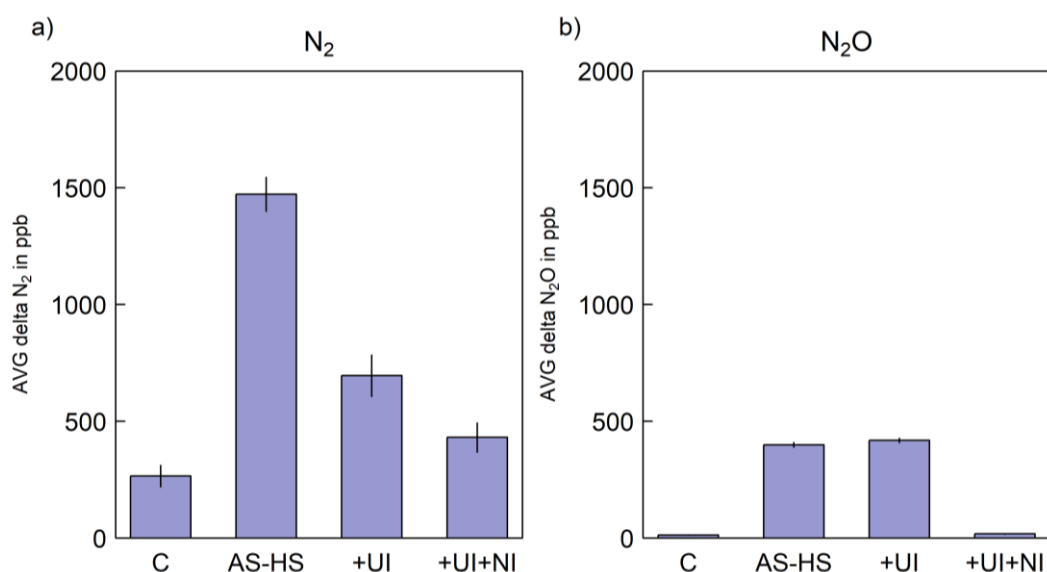 a)
N₂
AVG delta N₂ in ppb
2000
1500
1000
500
0
C AS-HS +UI +UI+NI
b)
N₂O
AVG delta N₂O in ppb
2000
1500
1000
500
0
C AS-HS +UI +UI+NI